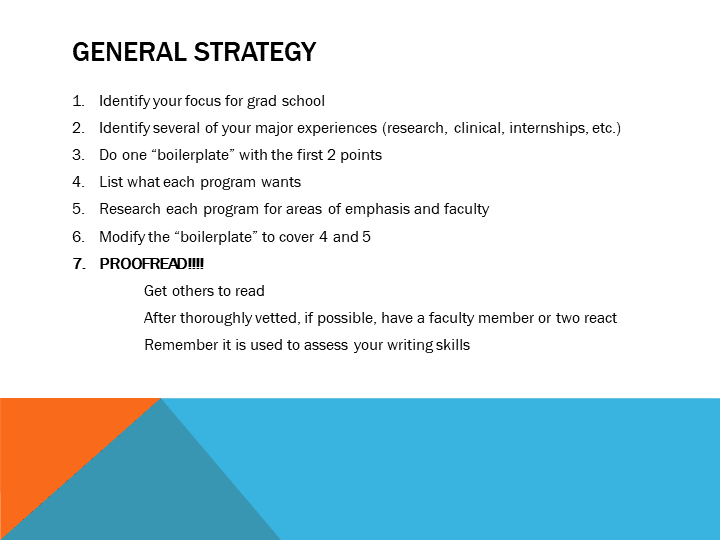 GENERAL STRATEGY
1. Identify your focus for grad school
2. Identify several of your major experiences (research, clinical, internships, etc.)
3. Do one “boilerplate” with the first 2 points
4. List what each program wants
5. Research each program for areas of emphasis and faculty
6. Modify the “boilerplate” to cover 4 and 5
7. PROOFREAD!!!!
Get others to read
After thoroughly vetted, if possible, have a faculty member or two react
Remember it is used to assess your writing skills